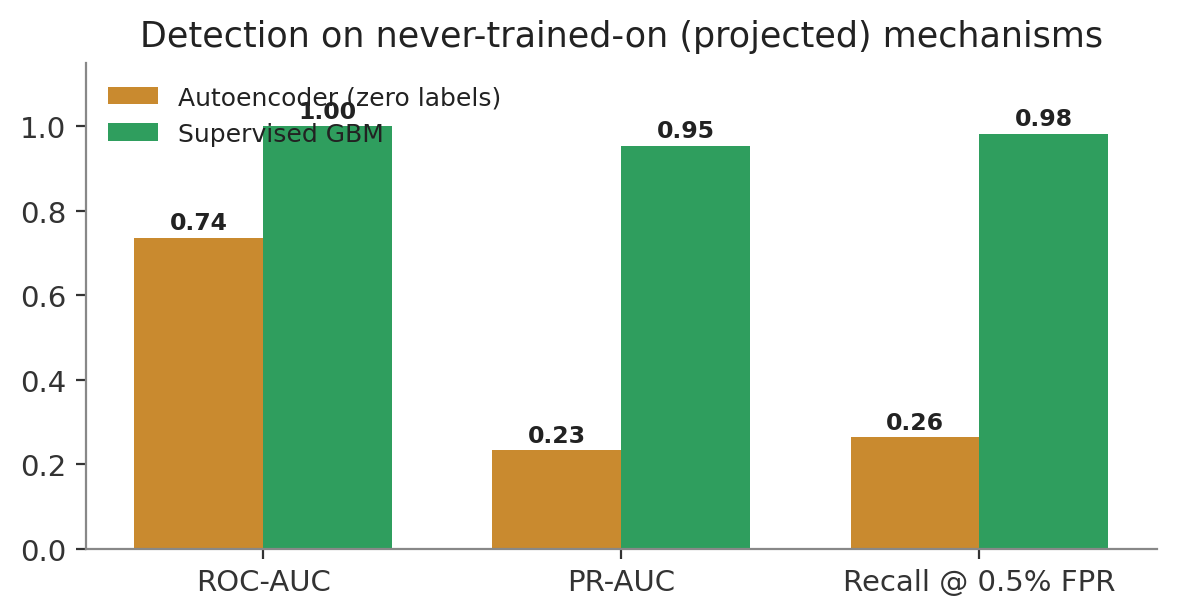 Detection on never-trained-on (projected) mechanisms
Autoencoder (zero labels)
Supervised GBM
1.00
0.95
0.98
0.74
0.23
0.26
1.0
0.8
0.6
0.4
0.2
0.0
ROC-AUC
PR-AUC
Recall @ 0.5% FPR